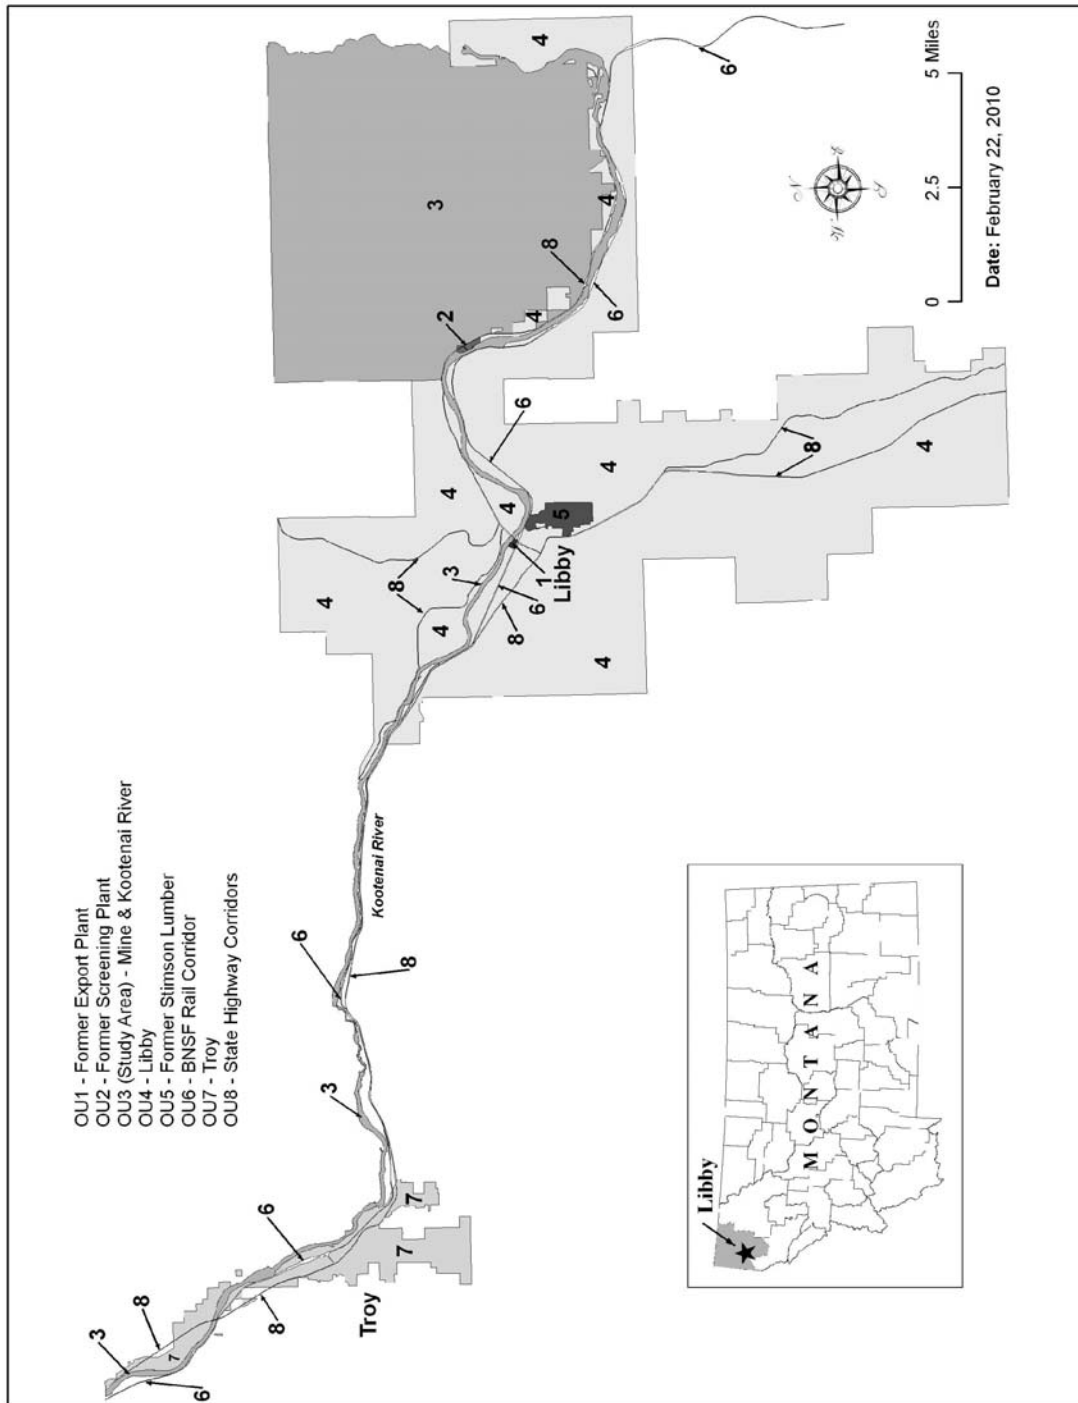 OU1 - Former Export Plant
OU2 - Former Screening Plant
OU3 (Study Area) - Mine & Kootenai River
OU4 - Libby
OU5 - Former Stimson Lumber
OU6 - BNSF Rail Corridor
OU7 - Troy
OU8 - State Highway Corridors
3
8
7
6
6
8
7
7
Troy
3
6
8
Kootenai River
4
8
4
3
6
8
1
Libby
4
4
4
5
6
4
8
4
2
3
4
8
6
4
4
6
N
W
E
S
0
2.5
5 Miles
Date: February 22, 2010
Libby
MONTANA